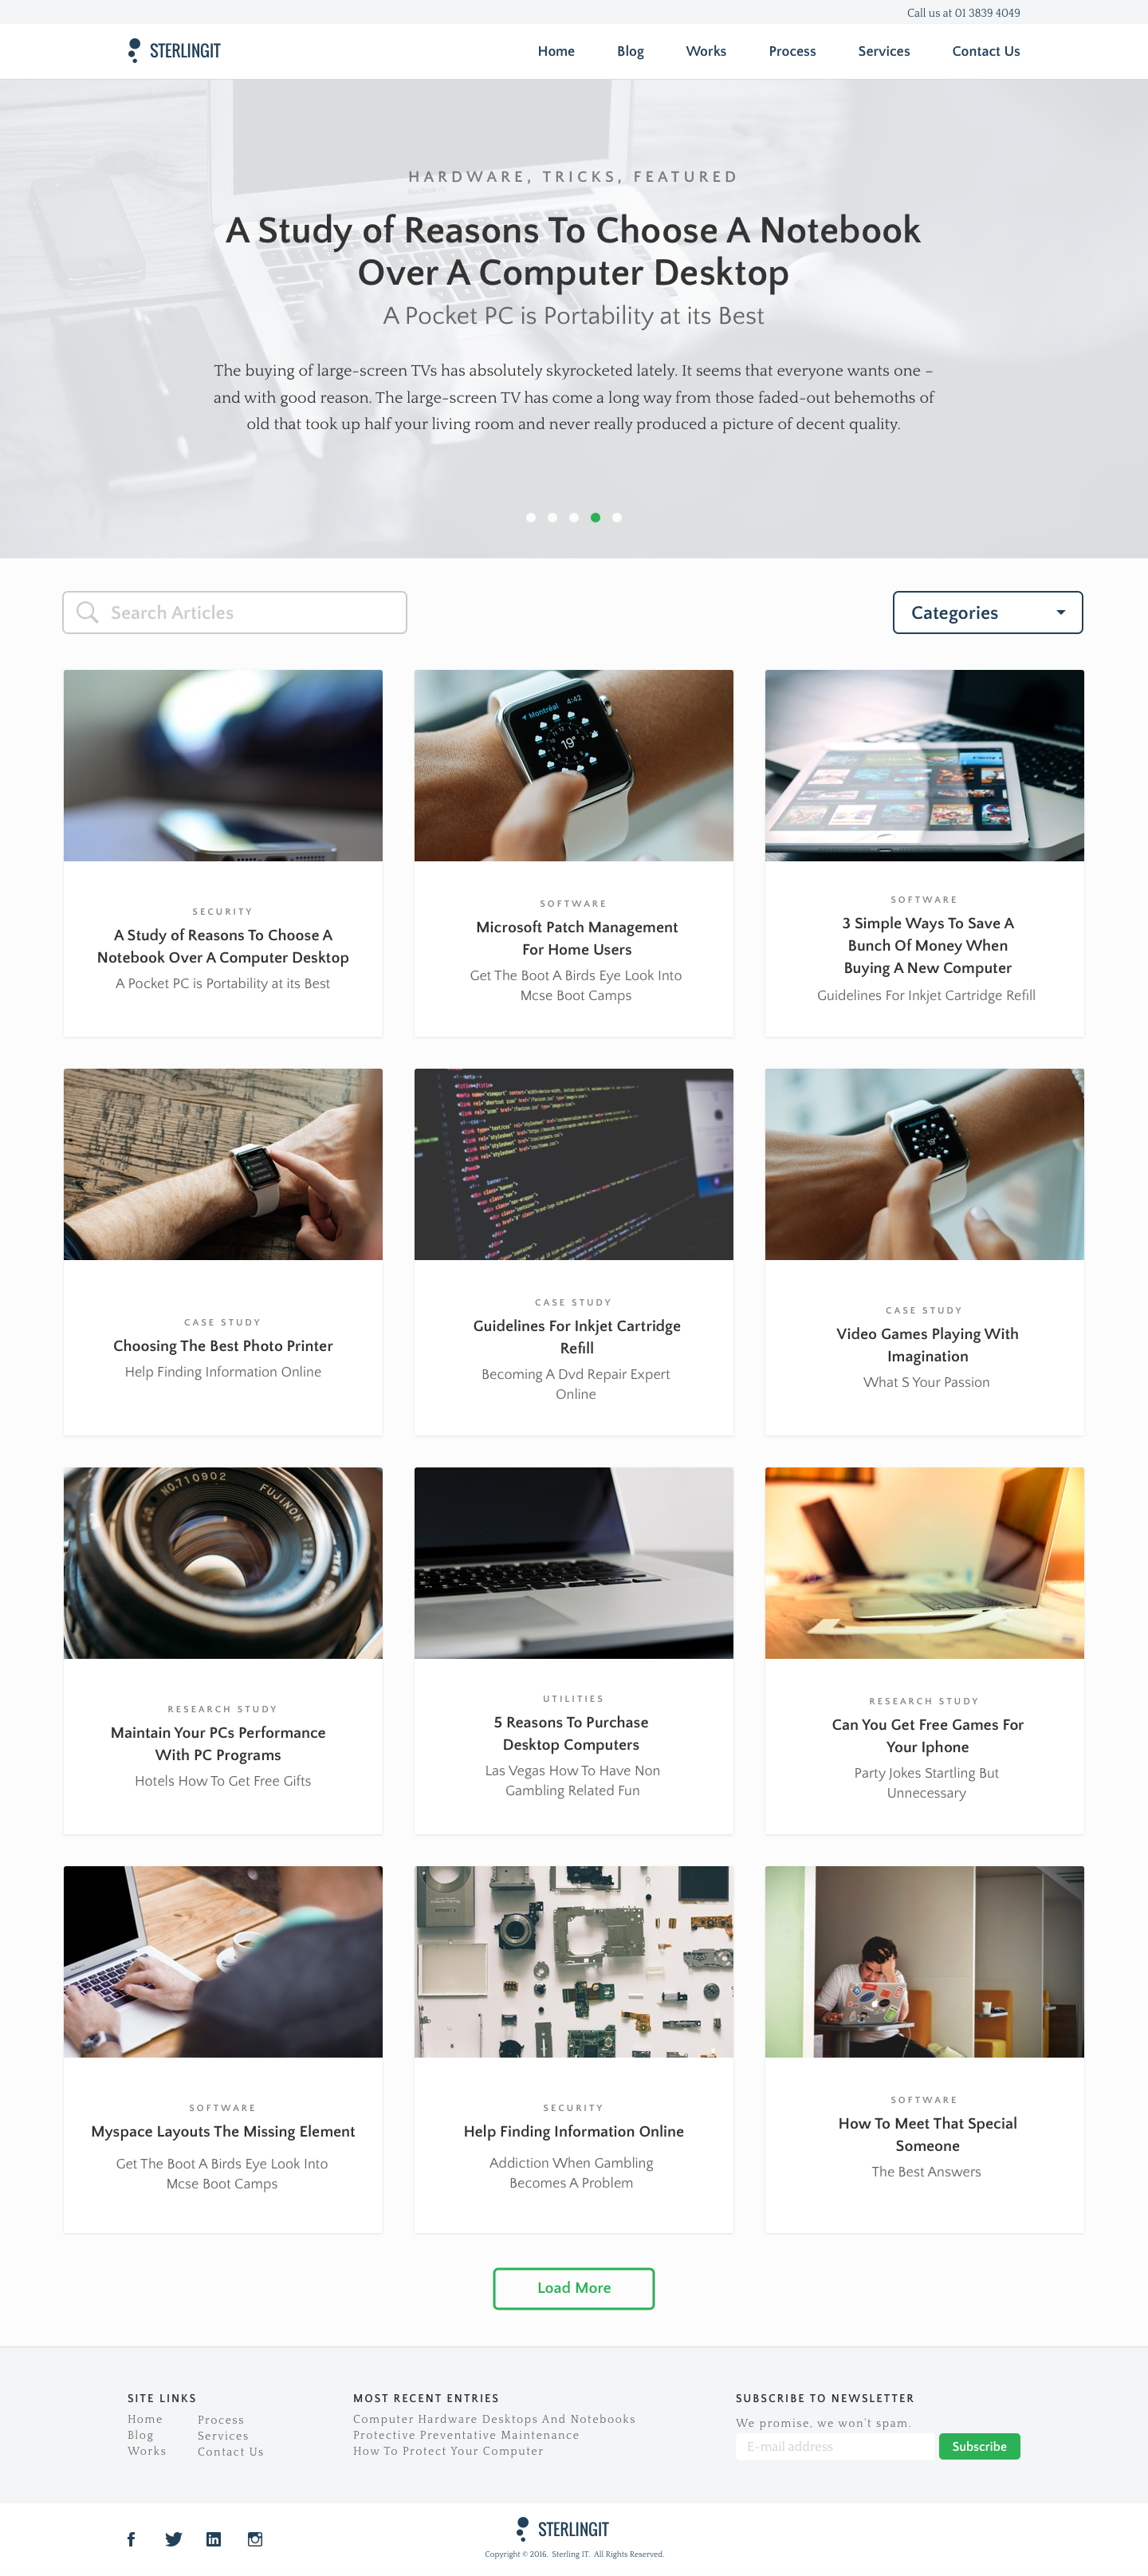 Call us at 01 3839 4049
STERLINGIT
Home Blog Works Process Services Contact Us
HARDWARE, TRICKS, FEATURED
A Study of Reasons To Choose A Notebook
Over A Computer Desktop
A Pocket PC is Portability at its Best
The buying of large-screen TVs has absolutely skyrocketed lately. It seems that everyone wants one –
and with good reason. The large-screen TV has come a long way from those faded-out behemoths of
old that took up half your living room and never really produced a picture of decent quality.
Search Articles
Categories
Montréal 4:42
19°
SECURITY
A Study of Reasons To Choose A
Notebook Over A Computer Desktop
A Pocket PC is Portability at its Best
SOFTWARE
Microsoft Patch Management
For Home Users
Get The Boot A Birds Eye Look Into
Mcse Boot Camps
SOFTWARE
3 Simple Ways To Save A
Bunch Of Money When
Buying A New Computer
Guidelines For Inkjet Cartridge Refill
CASE STUDY
Choosing The Best Photo Printer
Help Finding Information Online
CASE STUDY
Guidelines For Inkjet Cartridge
Refill
Becoming A Dvd Repair Expert
Online
CASE STUDY
Video Games Playing With
Imagination
What S Your Passion
NO.710902
FUJINON
RESEARCH STUDY
Maintain Your PCs Performance
With PC Programs
Hotels How To Get Free Gifts
UTILITIES
5 Reasons To Purchase
Desktop Computers
Las Vegas How To Have Non
Gambling Related Fun
RESEARCH STUDY
Can You Get Free Games For
Your Iphone
Party Jokes Startling But
Unnecessary
SOFTWARE
Myspace Layouts The Missing Element
Get The Boot A Birds Eye Look Into
Mcse Boot Camps
SECURITY
Help Finding Information Online
Addiction When Gambling
Becomes A Problem
SOFTWARE
How To Meet That Special
Someone
The Best Answers
Load More
SITE LINKS
Home
Blog
Works
Process
Services
Contact Us
MOST RECENT ENTRIES
Computer Hardware Desktops And Notebooks
Protective Preventative Maintenance
How To Protect Your Computer
SUBSCRIBE TO NEWSLETTER
We promise, we won't spam.
E-mail address
Subscribe
STERLINGIT
Copyright © 2016. Sterling IT. All Rights Reserved.